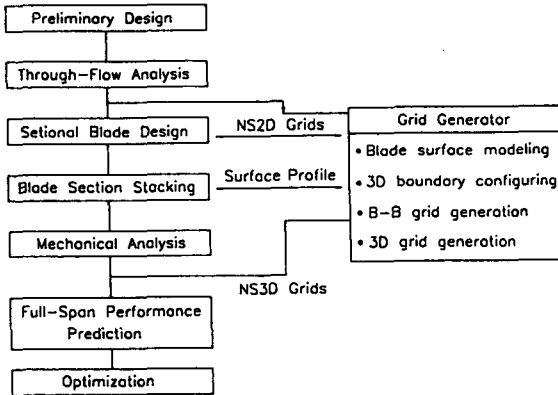 Preliminary Design
Through-Flow Analysis
Setional Blade Design
NS2D Grids
Blade Section Stacking
Surface Profile
Mechanical Analysis
NS3D Grids
Full-Span Performance
Prediction
Optimization
Grid Generator
• Blade surface modeling
• 3D boundary configuring
• B-B grid generation
• 3D grid generation